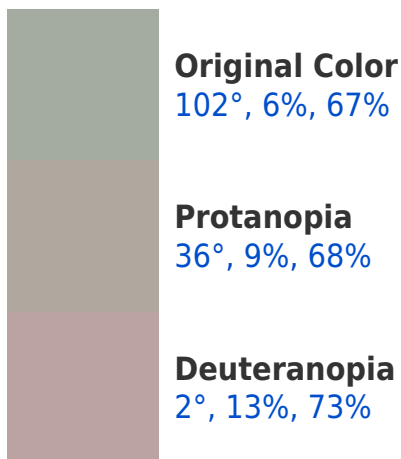 Original Color
102°, 6%, 67%
Protanopia
36°, 9%, 68%
Deuteranopia
2°, 13%, 73%